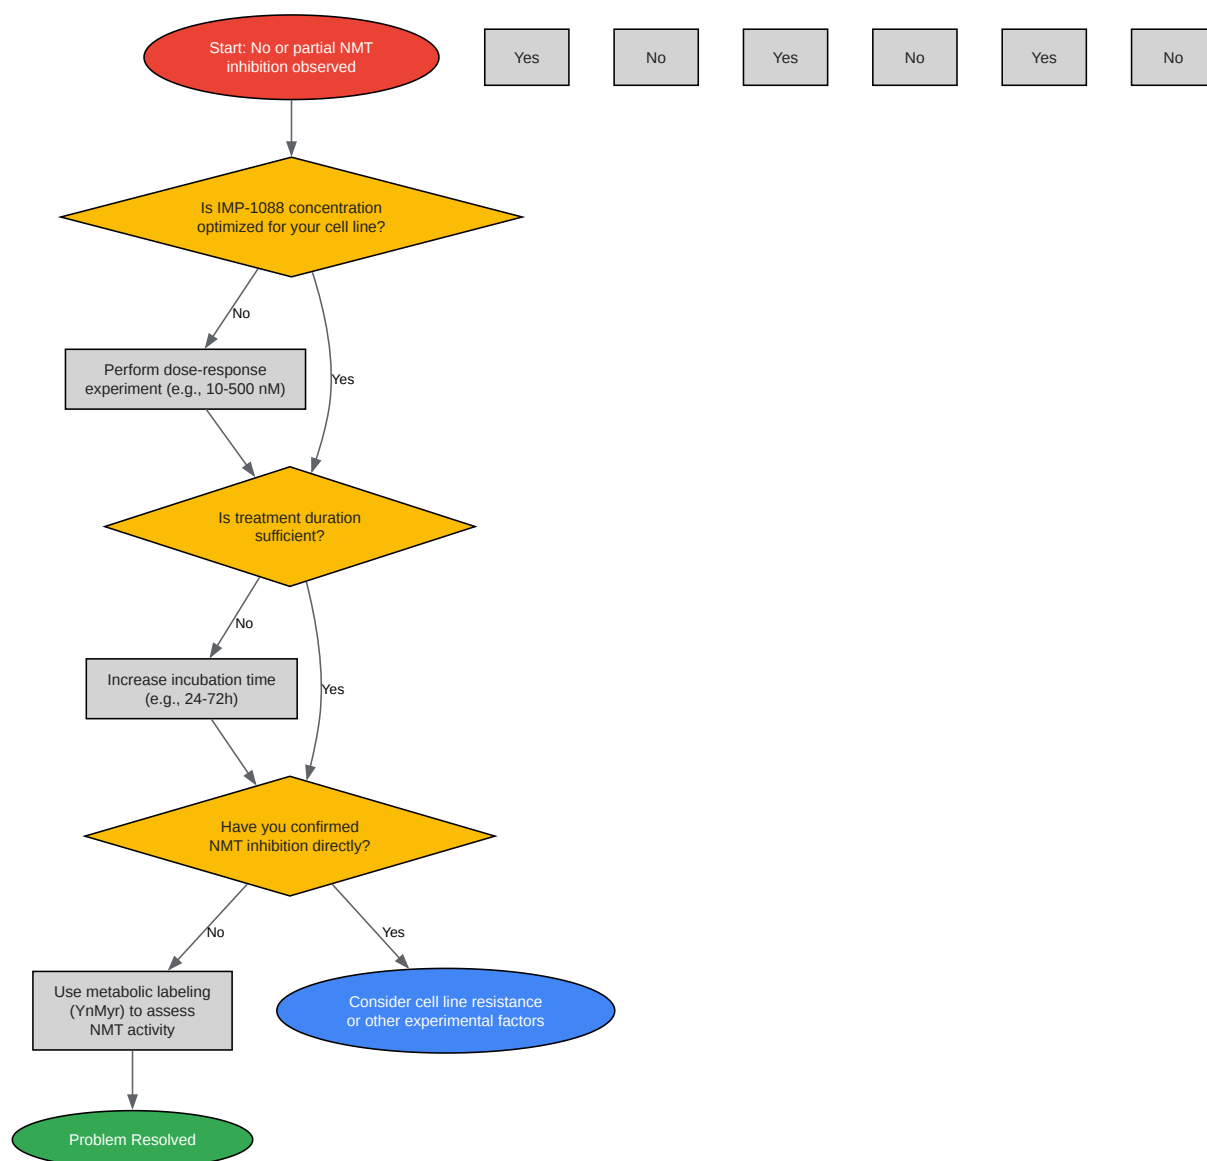 Start: No or partial NMT
inhibition observed
Yes
No
Yes
No
Yes
No
Is IMP-1088 concentration
optimized for your cell line?
No
Perform dose-response
experiment (e.g., 10-500 nM)
Yes
Is treatment duration
sufficient?
No
Increase incubation time
(e.g., 24-72h)
Yes
Have you confirmed
NMT inhibition directly?
No
Yes
Use metabolic labeling
(YnMyr) to assess
NMT activity
Consider cell line resistance
or other experimental factors
Problem Resolved